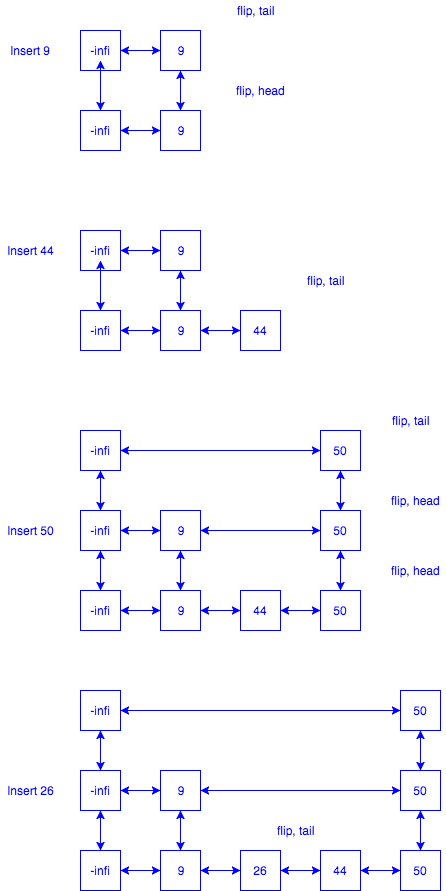 flip, tail
Insert 9 -infi 9
flip, head
-infi 9
Insert 44 -infi 9
flip, tail
-infi 9 44
flip, tail
-infi 50
flip, head
Insert 50 -infi 9 50
flip, head
-infi 9 44 50
-infi 50
Insert 26 -infi 9 50
flip, tail
-infi 9 26 44 50